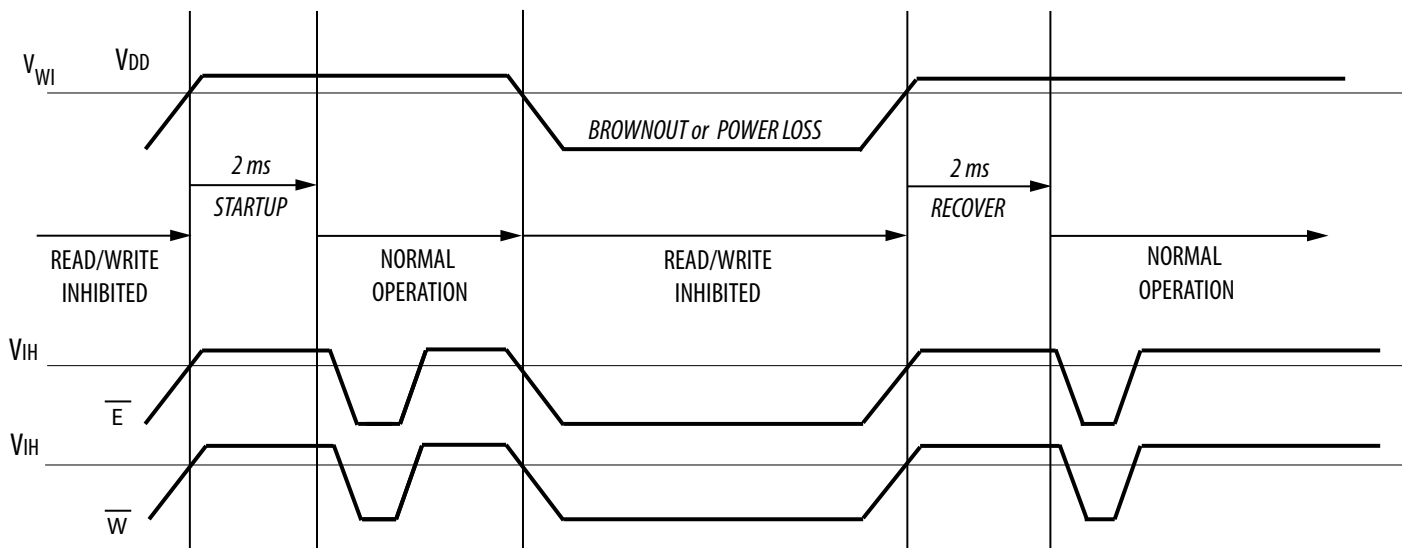 VWI VDD
BROWNOUT or POWER LOSS
2 ms
STARTUP
2 ms
RECOVER
READ/WRITE
INHIBITED
NORMAL
OPERATION
READ/WRITE
INHIBITED
NORMAL
OPERATION
VIH
E
VIH
W